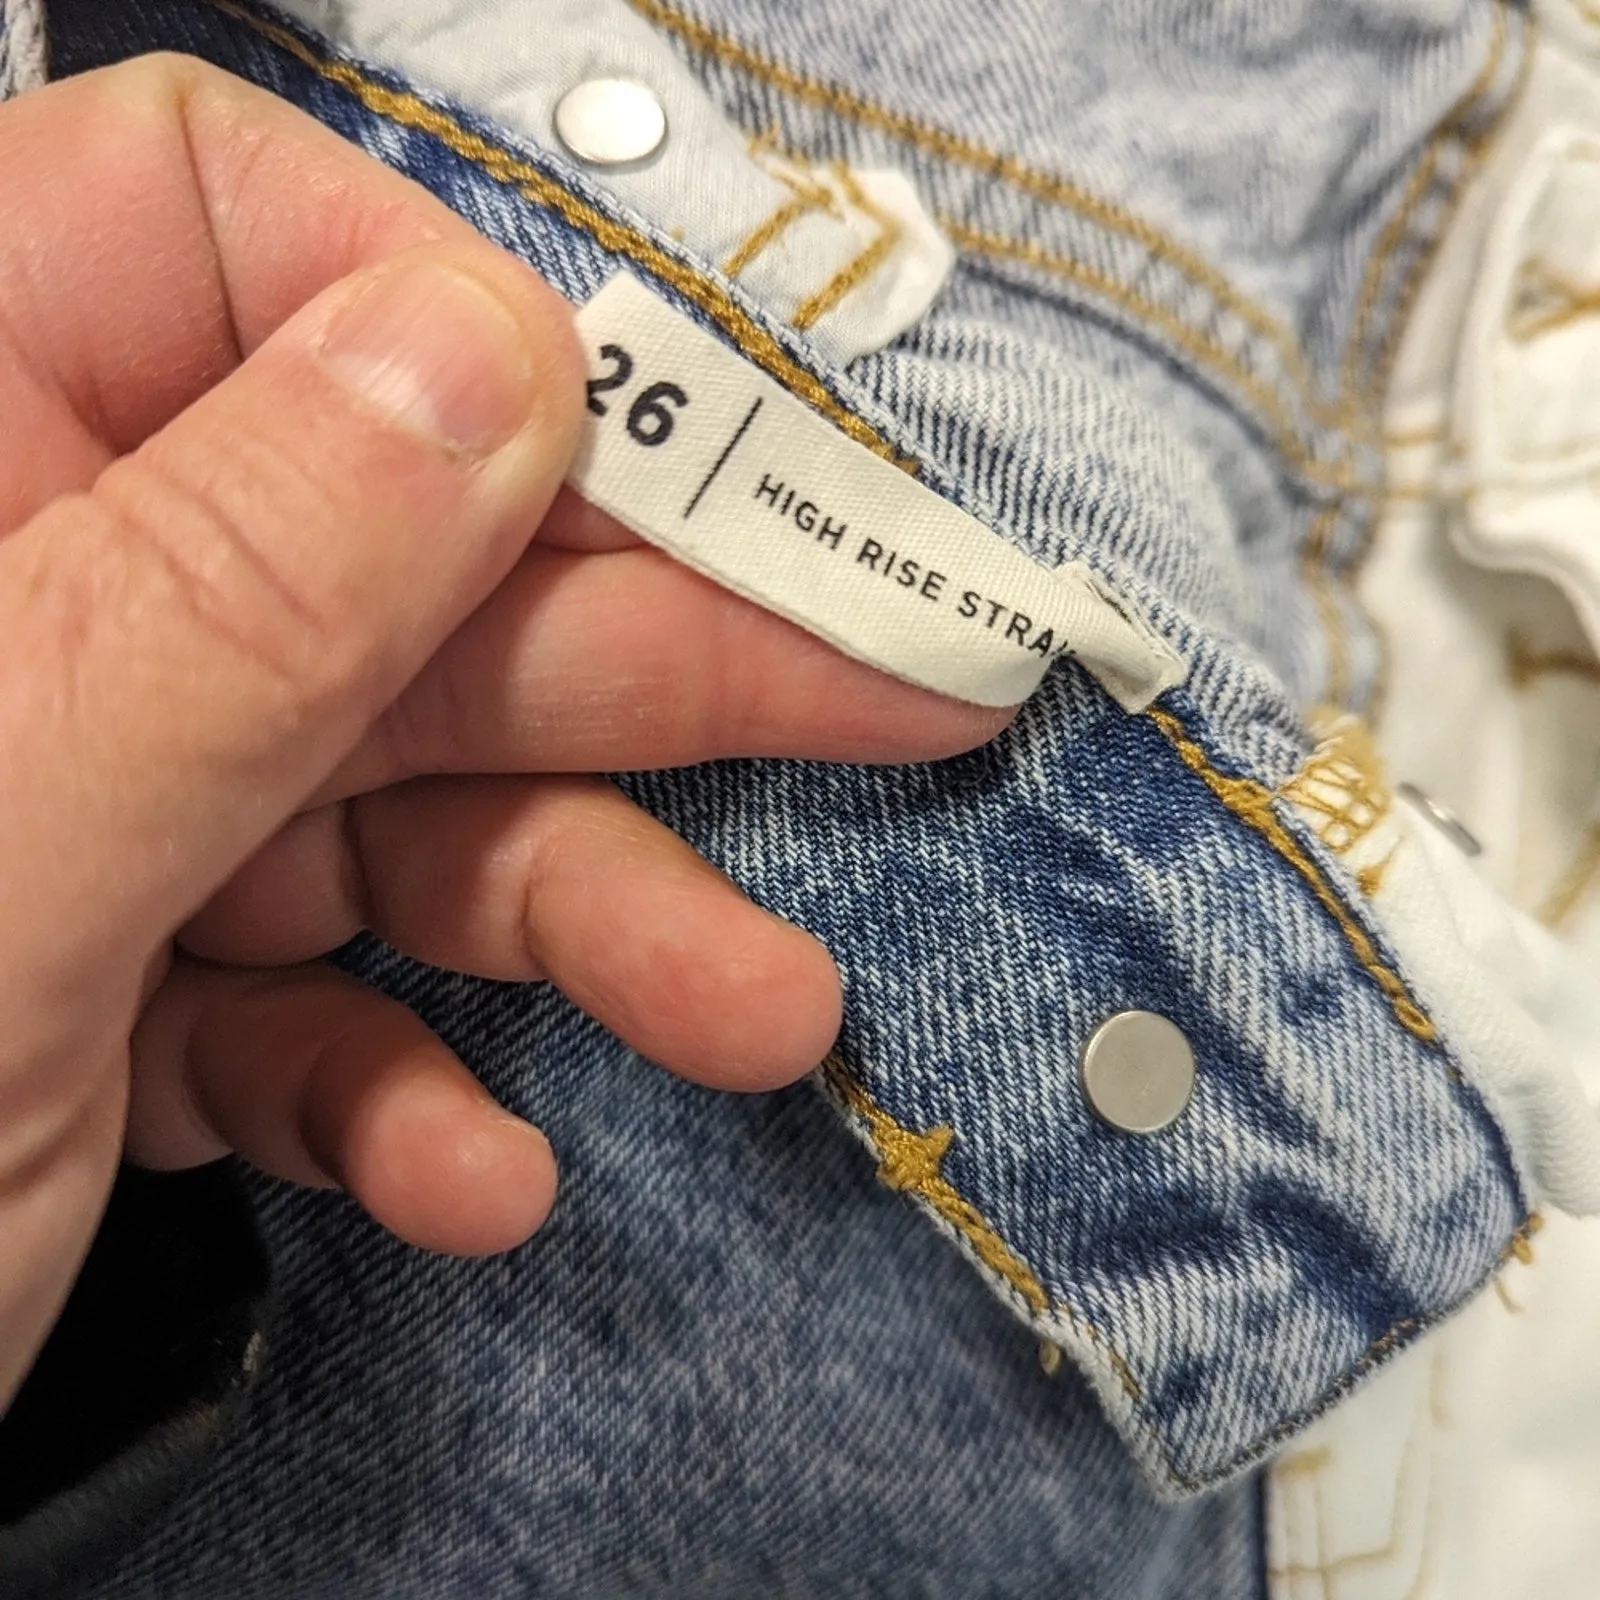 26 | HIGH RISE STRA